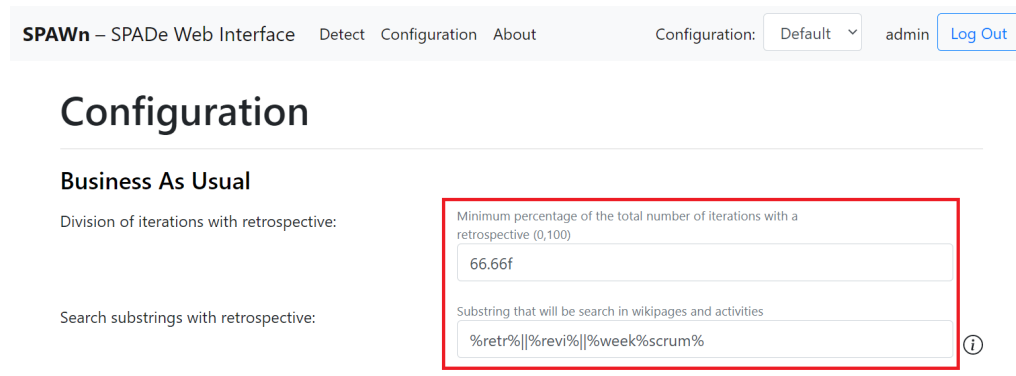 SPAWn – SPADe Web Interface Detect Configuration About Configuration: Default admin Log Out
Configuration
Business As Usual
Division of iterations with retrospective:
Minimum percentage of the total number of iterations with a
retrospective (0,100)
66.66f
Search substrings with retrospective:
Substring that will be search in wikipages and activities
%retr%||%revi%||%week%scrum%
i